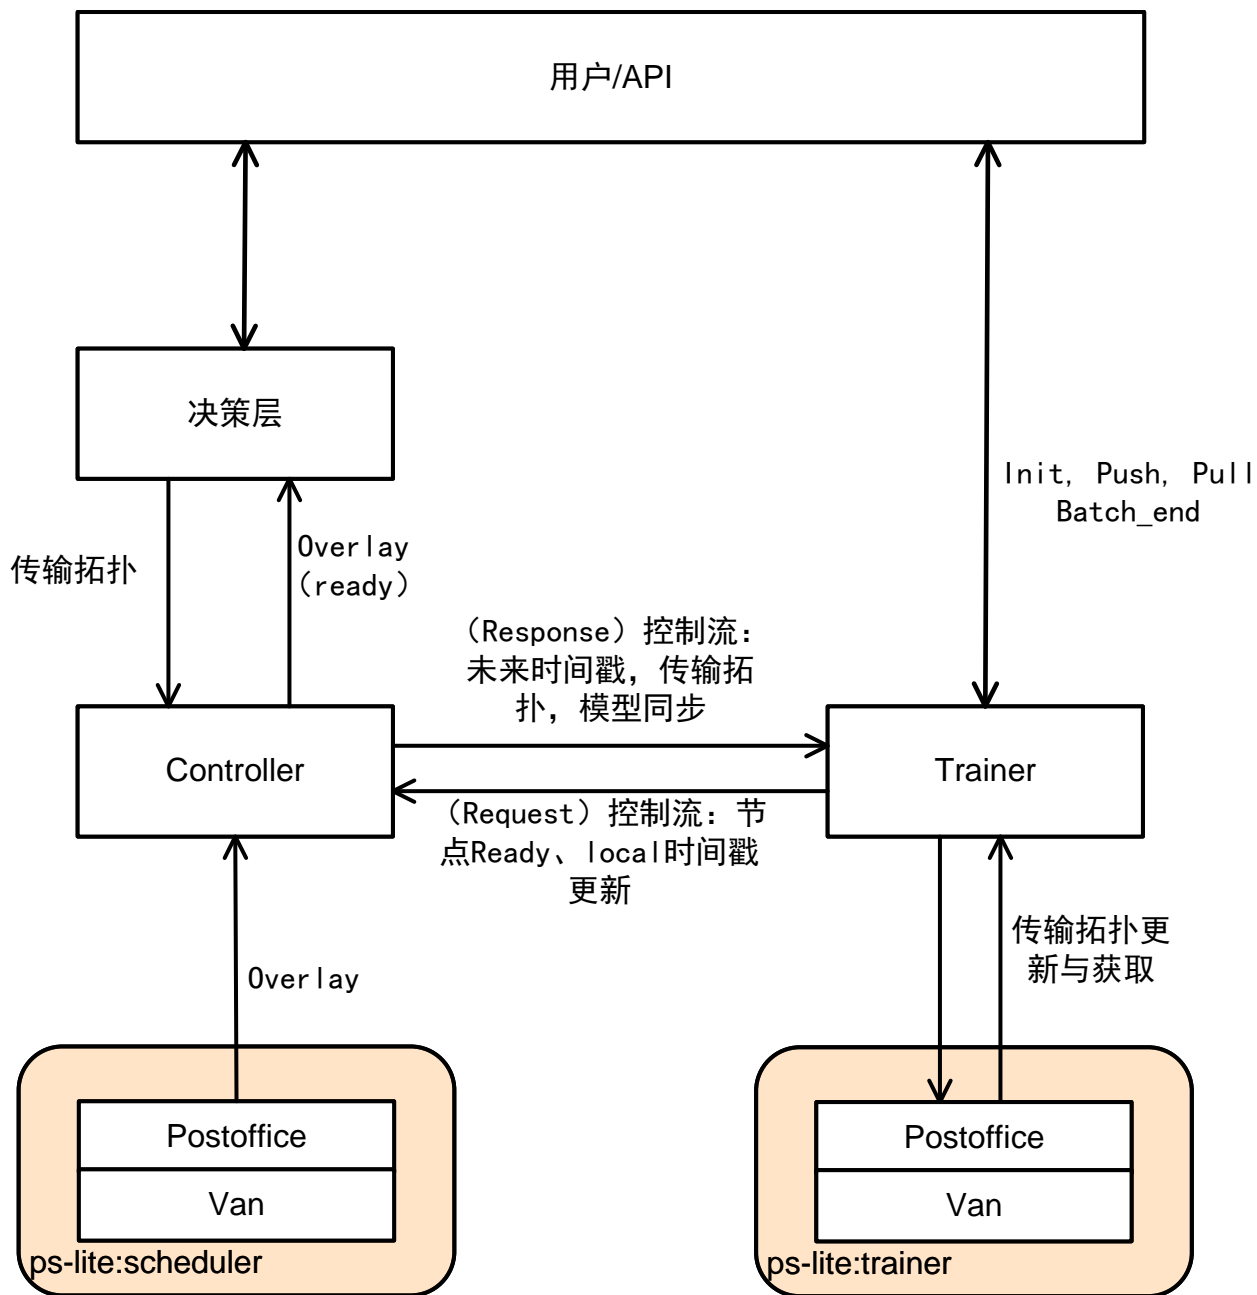 用户/API
决策层
Init, Push, Pull
Batch_end
传输拓扑
Overlay
（ready）
（Response）控制流：
未来时间戳，传输拓
扑，模型同步
Controller
Trainer
（Request）控制流：节
点Ready、local时间戳
更新
Overlay
传输拓扑更
新与获取
Postoffice
Van
ps-lite:scheduler
Postoffice
Van
ps-lite:trainer